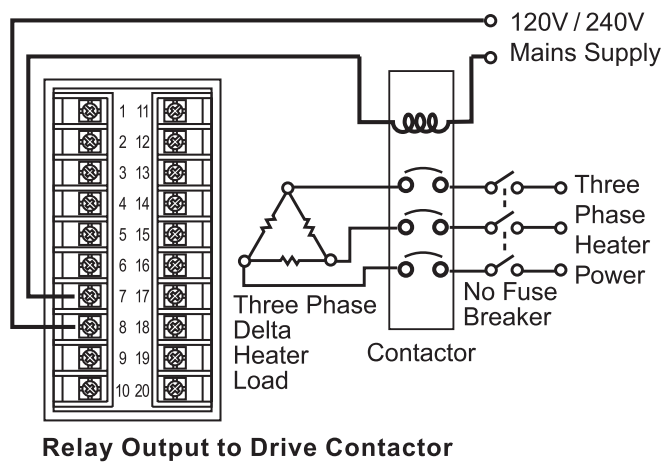 120V / 240V
Mains Supply
1 11
2 12
3 13
4 14
5 15
6 16
7 17
8 18
9 19
10 20
Three
Phase
Heater
Power
No Fuse
Breaker
Three Phase
Delta
Heater
Load
Contactor
Relay Output to Drive Contactor